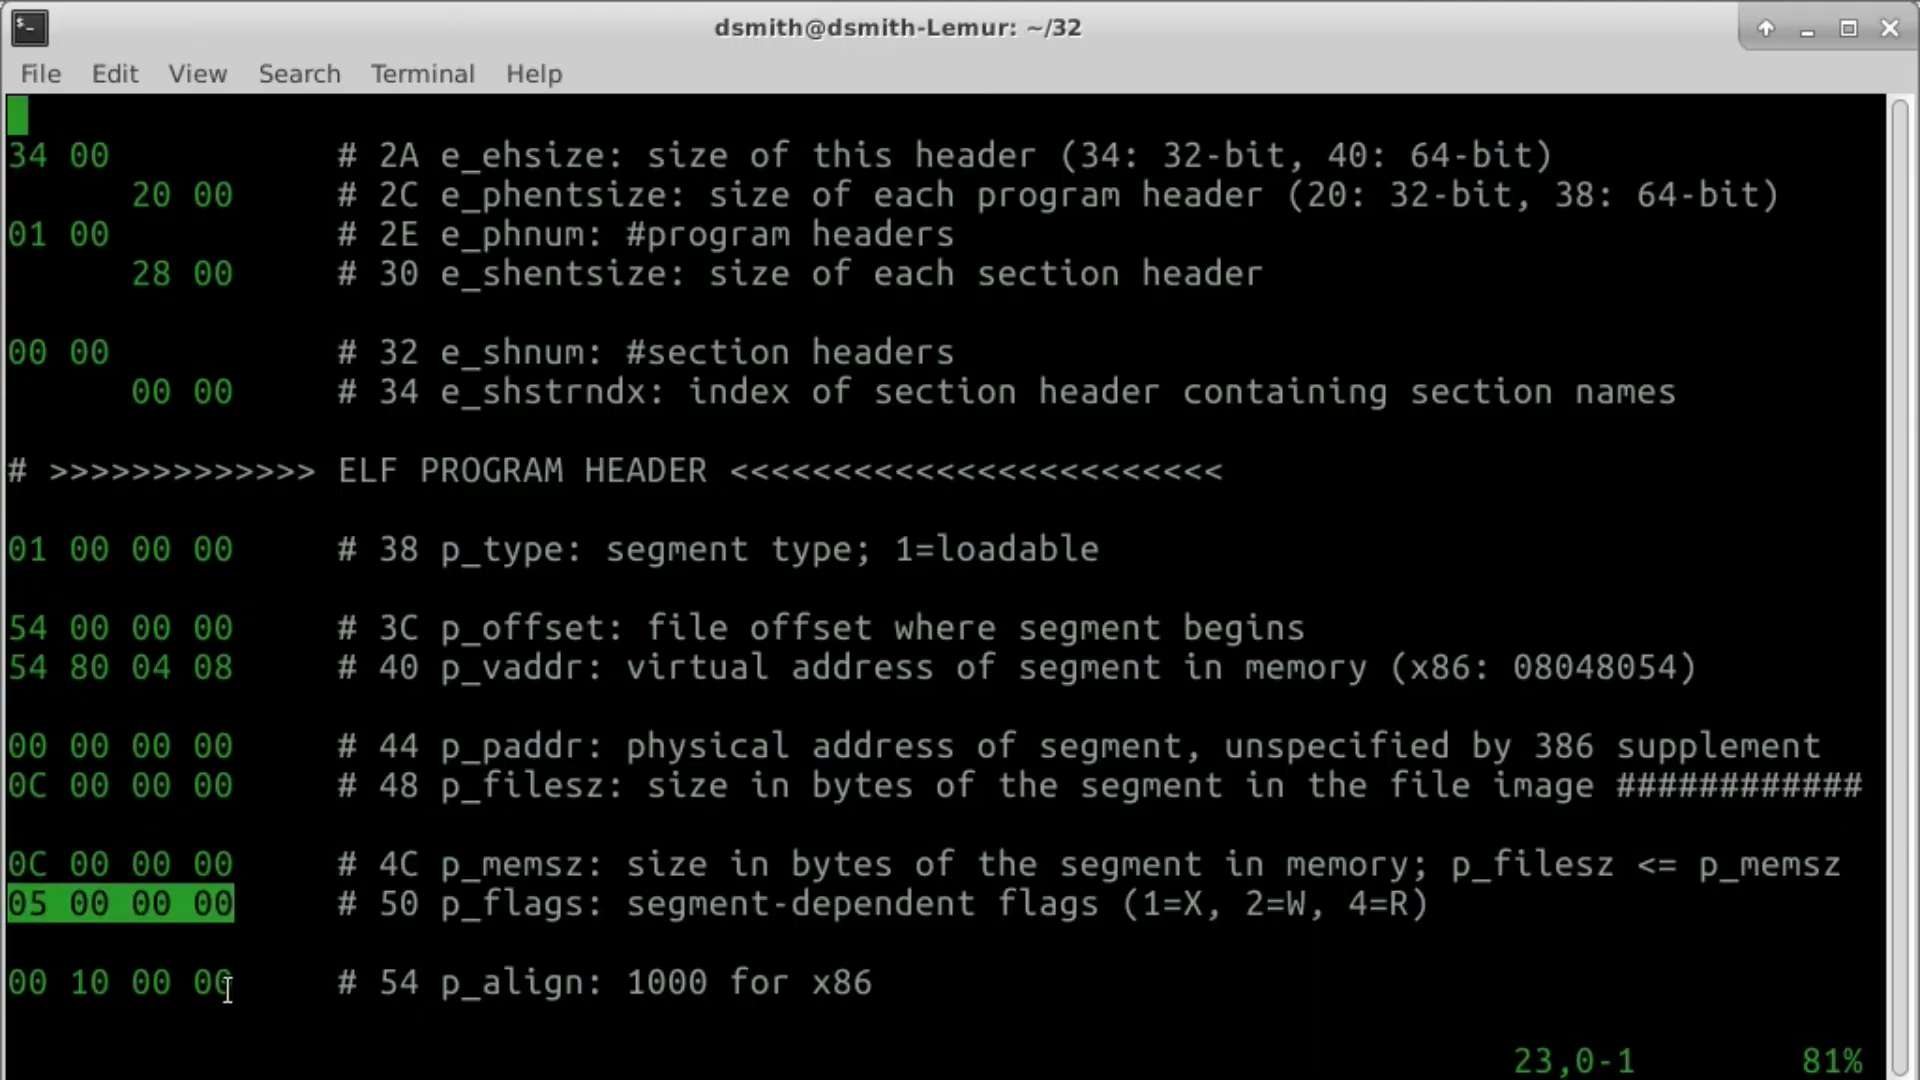 dsmith@dsmith-Lemur: ~/32
File Edit View Search Terminal Help
34 00 # 2A e_ehsize: size of this header (34: 32-bit, 40: 64-bit)
20 00 # 2C e_phentsize: size of each program header (20: 32-bit, 38: 64-bit)
01 00 # 2E e_phnum: #program headers
28 00 # 30 e_shentsize: size of each section header
00 00 # 32 e_shnum: #section headers
00 00 # 34 e_shstrndx: index of section header containing section names
# >>>>>>>>>>>>> ELF PROGRAM HEADER <<<<<<<<<<<<<<<<<<<<<<<<
01 00 00 00 # 38 p_type: segment type; 1=loadable
54 00 00 00 # 3C p_offset: file offset where segment begins
54 80 04 08 # 40 p_vaddr: virtual address of segment in memory (x86: 08048054)
00 00 00 00 # 44 p_paddr: physical address of segment, unspecified by 386 supplement
0C 00 00 00 # 48 p_filesz: size in bytes of the segment in the file image ############
0C 00 00 00 # 4C p_memsz: size in bytes of the segment in memory; p_filesz <= p_memsz
05 00 00 00 # 50 p_flags: segment-dependent flags (1=X, 2=W, 4=R)
00 10 00 00 # 54 p_align: 1000 for x86
23,0-1 81%